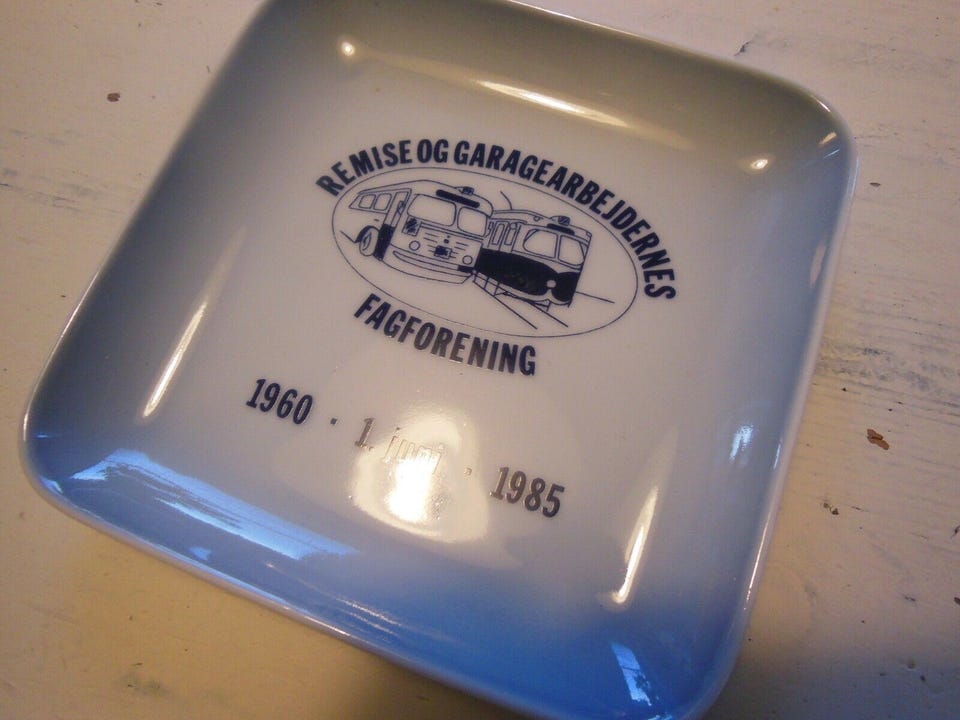 REMISE OG GARAGEARBEJDERNES
FAGFORENING
1960 · 1. juni · 1985